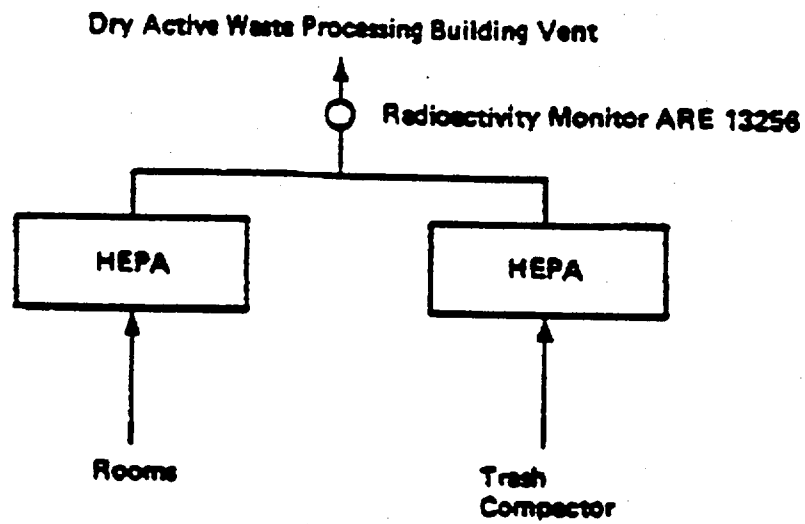 Dry Active Waste Processing Building Vent
Radioactivity Monitor ARE 13256
HEPA
HEPA
Rooms
Trash
Compactor